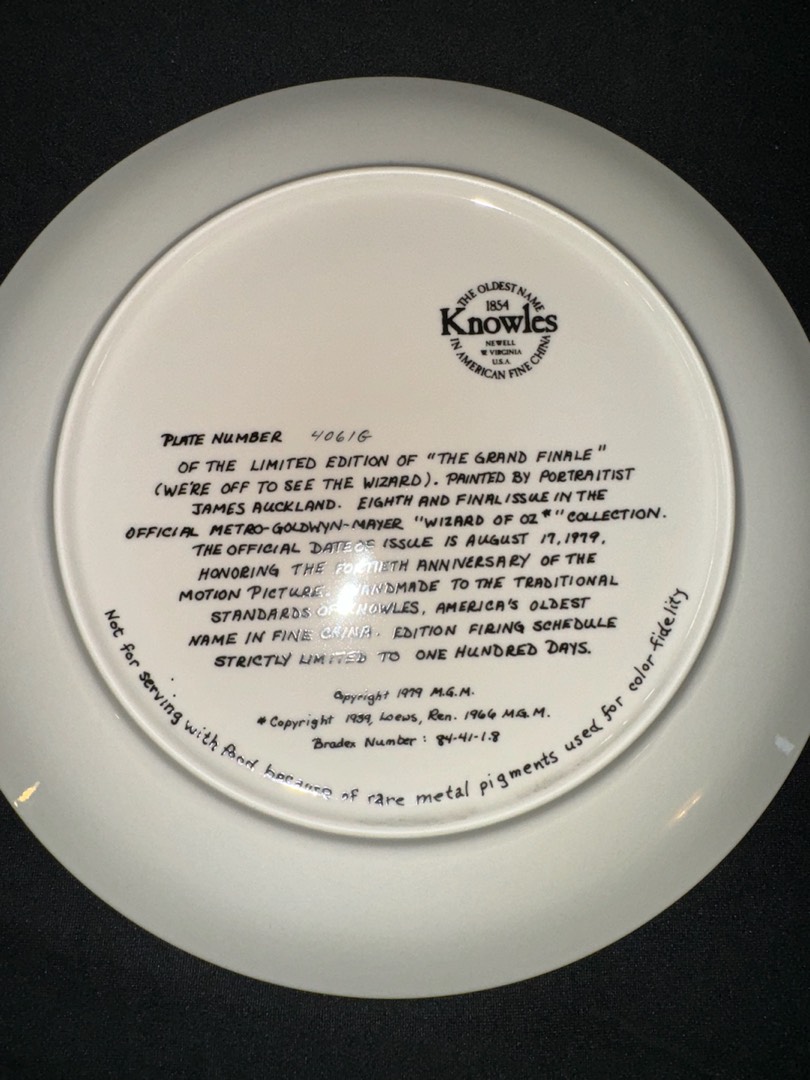 THE OLDEST NAME
1854
Knowles
NEWELL
W VIRGINIA
U.S.A.
IN AMERICAN FINE CHINA
PLATE NUMBER 4061G
OF THE LIMITED EDITION OF "THE GRAND FINALE"
(WE'RE OFF TO SEE THE WIZARD). PAINTED BY PORTRAITIST
JAMES AUCKLAND. EIGHTH AND FINAL ISSUE IN THE
OFFICIAL METRO-GOLDWYN-MAYER "WIZARD OF OZ*" COLLECTION.
THE OFFICIAL DATE OF ISSUE IS AUGUST 17, 1979,
HONORING THE FORTIETH ANNIVERSARY OF THE
MOTION PICTURE. HANDMADE TO THE TRADITIONAL
STANDARDS OF KNOWLES, AMERICA'S OLDEST
NAME IN FINE CHINA. EDITION FIRING SCHEDULE
STRICTLY LIMITED TO ONE HUNDRED DAYS.
Copyright 1979 M.G.M.
* Copyright 1939, Loews, Ren. 1966 M.G.M.
Bradex Number: 84-41-1.8
Not for serving with food because of rare metal pigments used for color fidelity